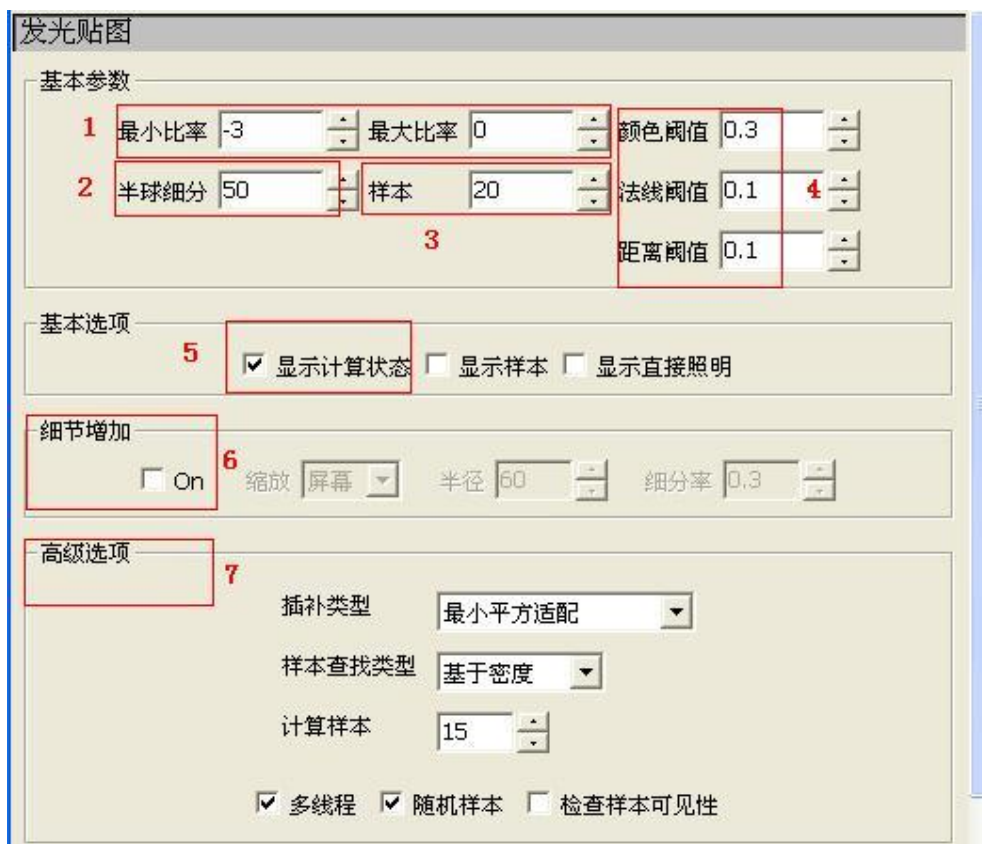 发光贴图
基本参数
1 最小比率 -3 最大比率 0 颜色阈值 0.3
2 半球细分 50 样本 20 法线阈值 0.1 4
3
距离阈值 0.1
基本选项
5 显示计算状态 显示样本 显示直接照明
细节增加
On 6 缩放 屏幕 半径 60 细分率 0.3
高级选项
7
插补类型 最小平方适配
样本查找类型 基于密度
计算样本 15
多线程 随机样本 检查样本可见性